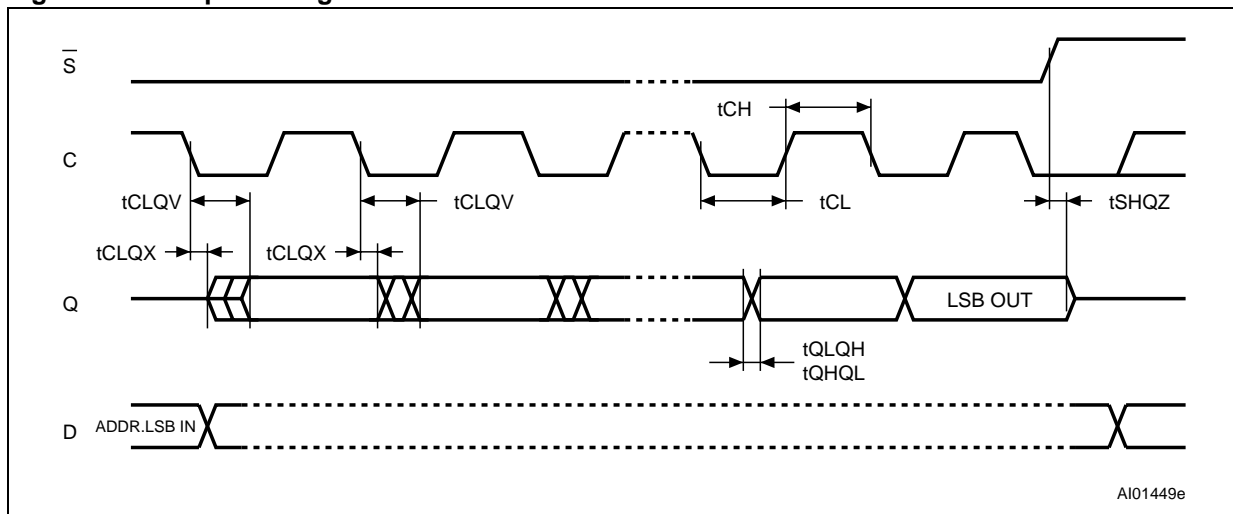 S
tCH
C
tCLQV
tCLQV
tCL
tSHQZ
tCLQX
tCLQX
Q
LSB OUT
tQLQH
tQHQL
D
ADDR.LSB IN
AI01449e